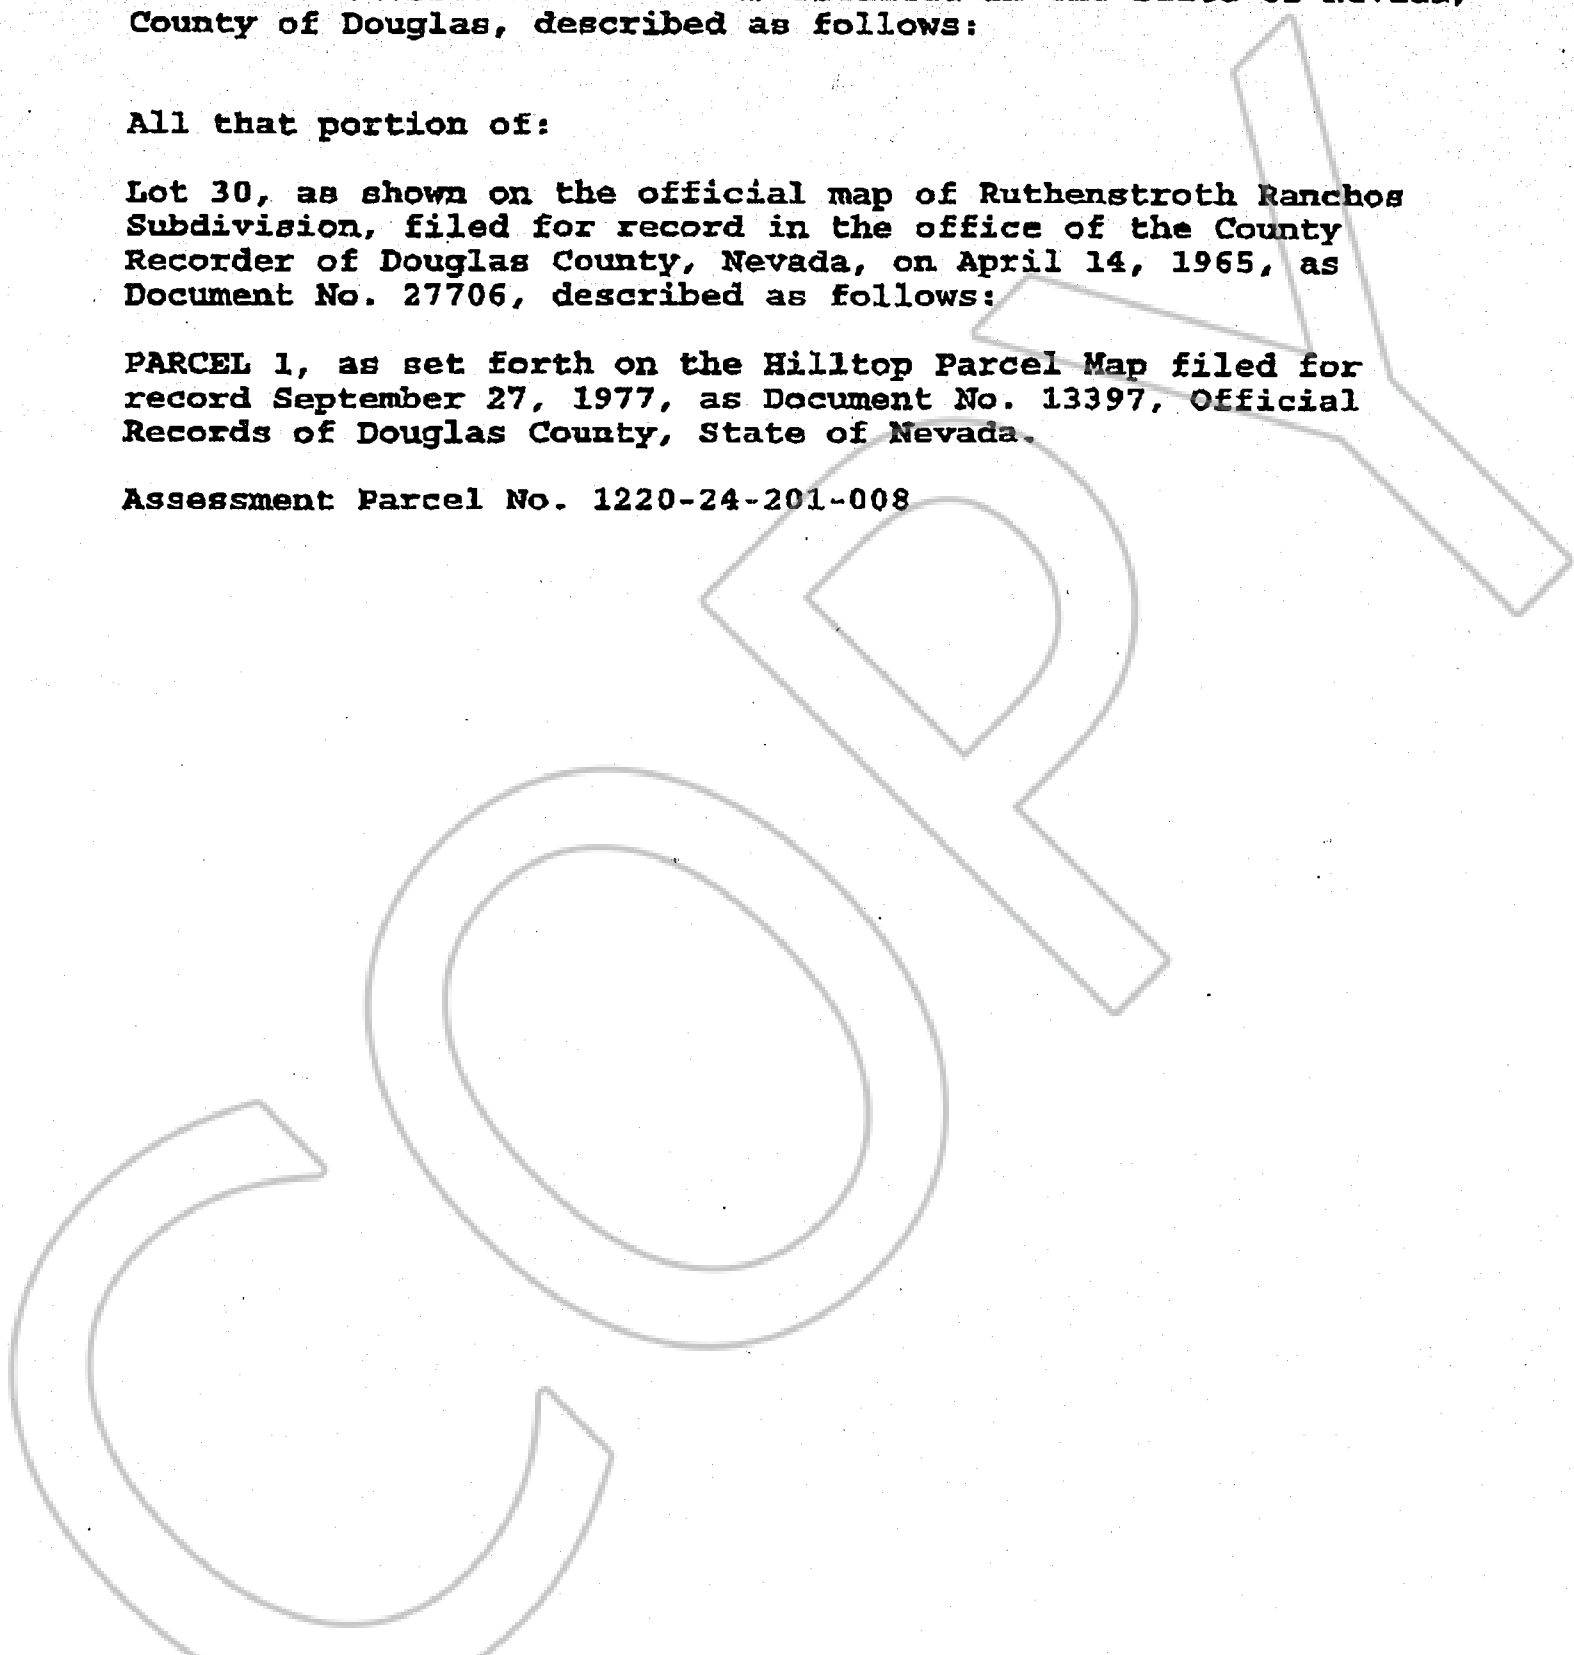 County of Douglas, described as follows:
All that portion of:
Lot 30, as shown on the official map of Ruthenstroth Ranchos
Subdivision, filed for record in the office of the County
Recorder of Douglas County, Nevada, on April 14, 1965, as
Document No. 27706, described as follows:
PARCEL 1, as set forth on the Hilltop Parcel Map filed for
record September 27, 1977, as Document No. 13397, Official
Records of Douglas County, State of Nevada.
Assessment Parcel No. 1220-24-201-008
COPY